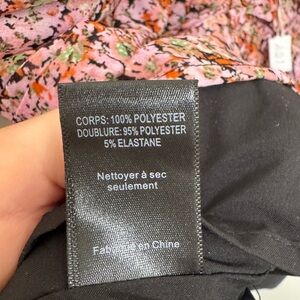 CORPS: 100% POLYESTER
DOUBLURE: 95% POLYESTER
5% ELASTANE
Nettoyer à sec
seulement
Fabriqué en Chine